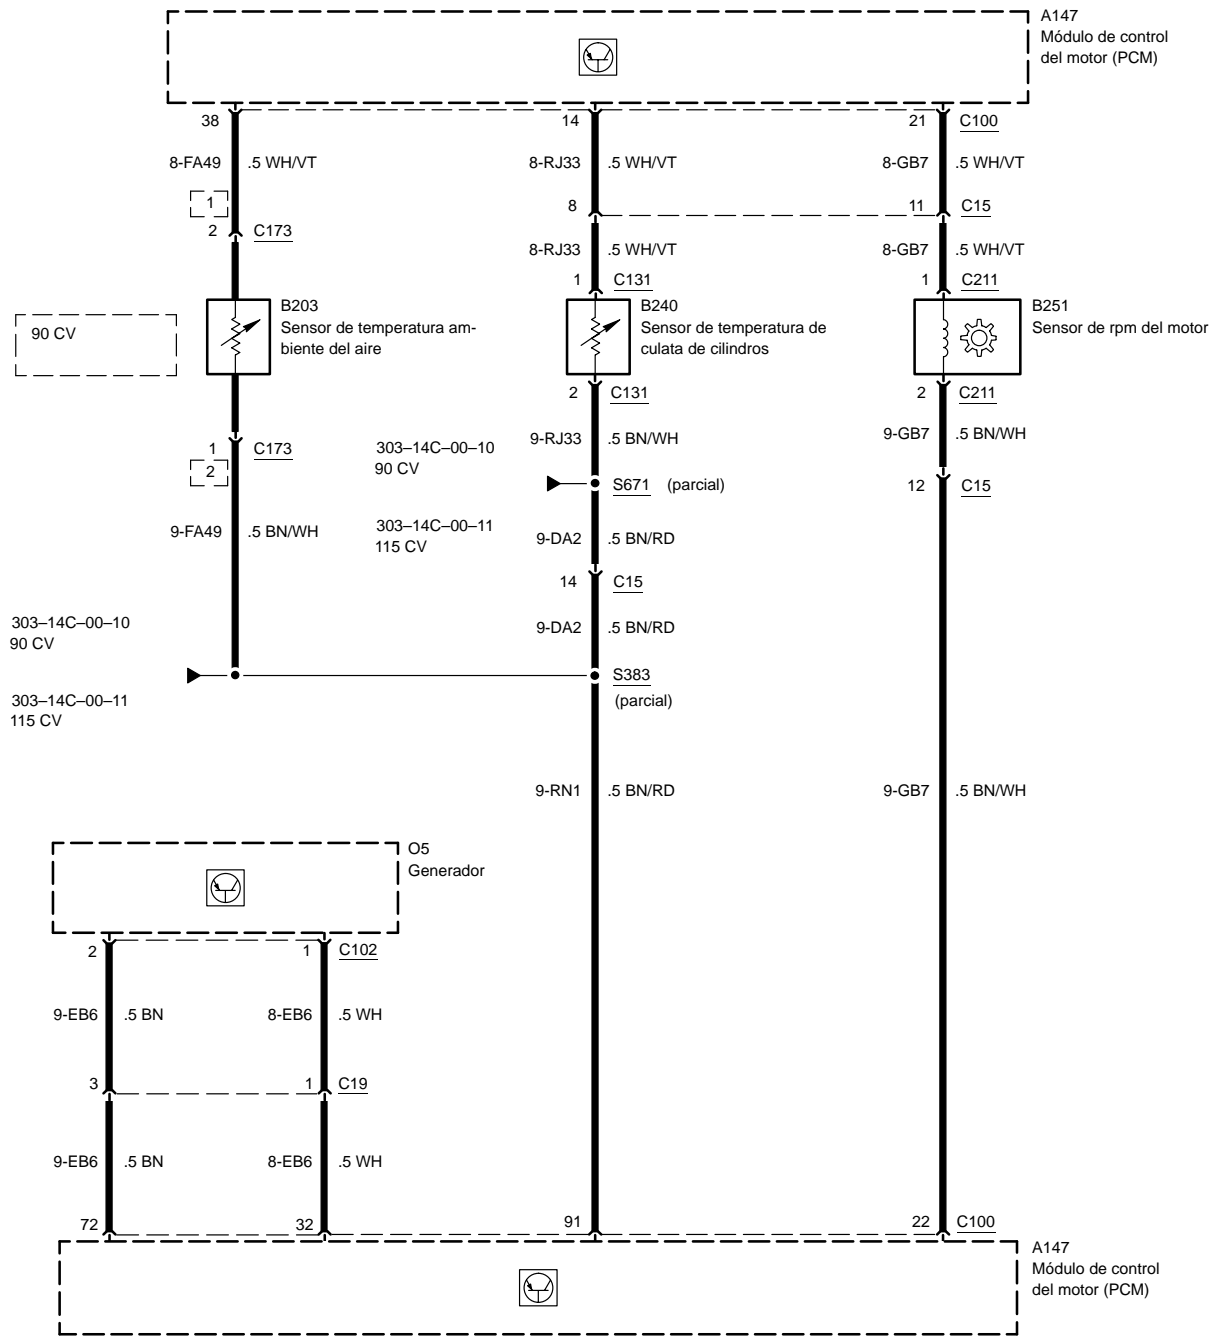 A147
Módulo de control
del motor (PCM)
38
14
21
C100
8-FA49
.5 WH/VT
8-RJ33
.5 WH/VT
8-GB7
.5 WH/VT
1
8
11
C15
2
C173
8-RJ33
.5 WH/VT
8-GB7
.5 WH/VT
1
C131
1
C211
90 CV
B203
Sensor de temperatura am-
biente del aire
B240
Sensor de temperatura de
culata de cilindros
B251
Sensor de rpm del motor
2
C131
2
C211
1
C173
2
303–14C–00–10
90 CV
9-RJ33
.5 BN/WH
9-GB7
.5 BN/WH
S671
(parcial)
12
C15
9-FA49
.5 BN/WH
303–14C–00–11
115 CV
9-DA2
.5 BN/RD
14
C15
303–14C–00–10
90 CV
9-DA2
.5 BN/RD
S383
(parcial)
303–14C–00–11
115 CV
9-RN1
.5 BN/RD
9-GB7
.5 BN/WH
O5
Generador
2
1
C102
9-EB6
.5 BN
8-EB6
.5 WH
3
1
C19
9-EB6
.5 BN
8-EB6
.5 WH
72
32
91
22
C100
A147
Módulo de control
del motor (PCM)